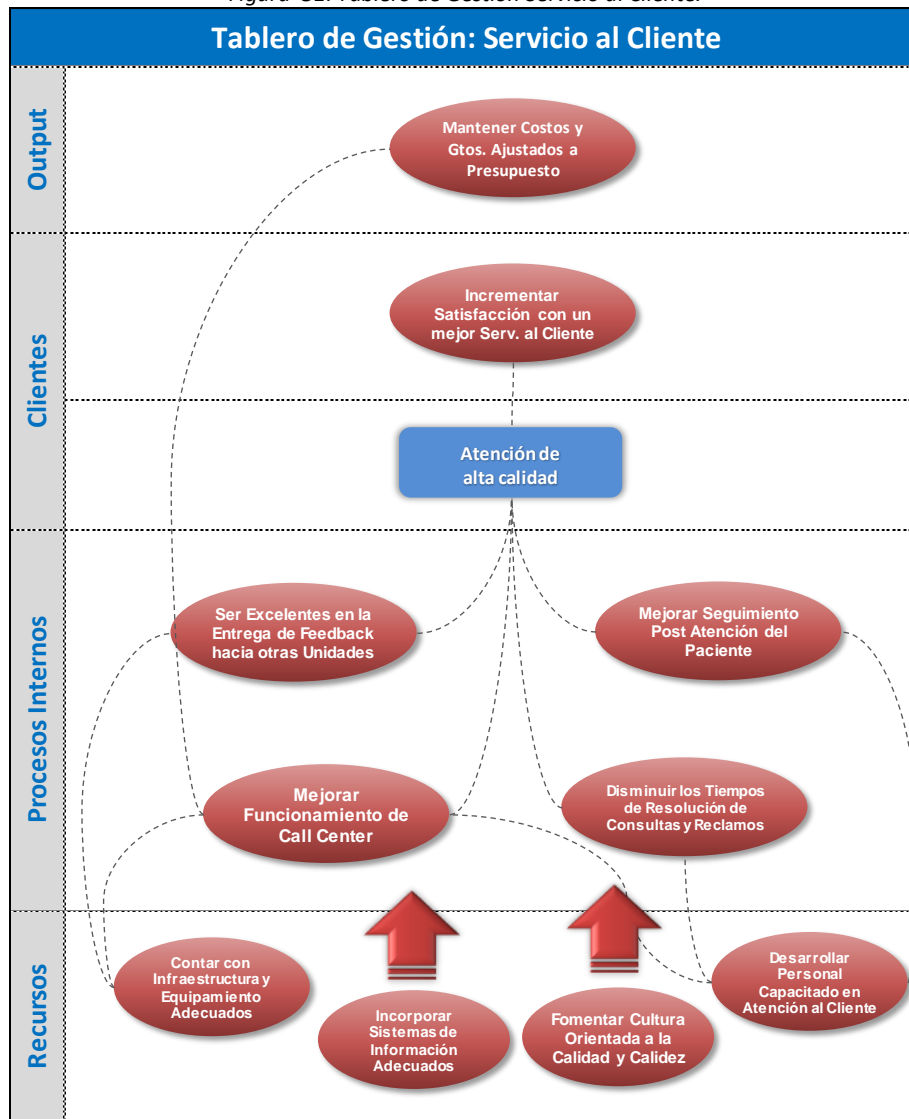 Tablero de Gestión: Servicio al Cliente
Output
Mantener Costos y
Gtos. Ajustados a
Presupuesto
Clientes
Incrementar
Satisfacción con un
mejor Serv. al Cliente
Atención de
alta calidad
Procesos Internos
Ser Excelentes en la
Entrega de Feedback
hacia otras Unidades
Mejorar Seguimiento
Post Atención del
Paciente
Mejorar
Funcionamiento de
Call Center
Disminuir los Tiempos
de Resolución de
Consultas y Reclamos
Recursos
Contar con
Infraestructura y
Equipamiento
Adecuados
Incorporar
Sistemas de
Información
Adecuados
Fomentar Cultura
Orientada a la
Calidad y Calidez
Desarrollar
Personal
Capacitado en
Atención al Cliente